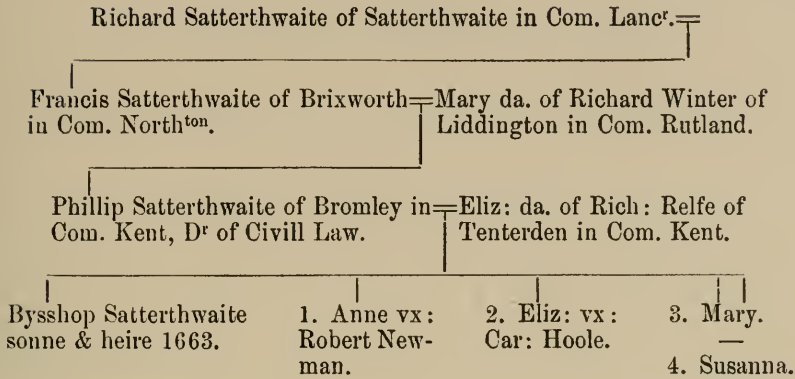 Richard Satterthwaite of Satterthwaite in Com. Lancʳ.
Francis Satterthwaite of Brixworth
in Com. Northᵗᵒⁿ.
Mary da. of Richard Winter of
Liddington in Com. Rutland.
Phillip Satterthwaite of Bromley in
Com. Kent, Dʳ of Civill Law.
Eliz: da. of Rich: Relfe of
Tenterden in Com. Kent.
Bysshop Satterthwaite
sonne & heire 1663.
1. Anne vx:
Robert New-
man.
2. Eliz: vx:
Car: Hoole.
3. Mary.
—
4. Susanna.